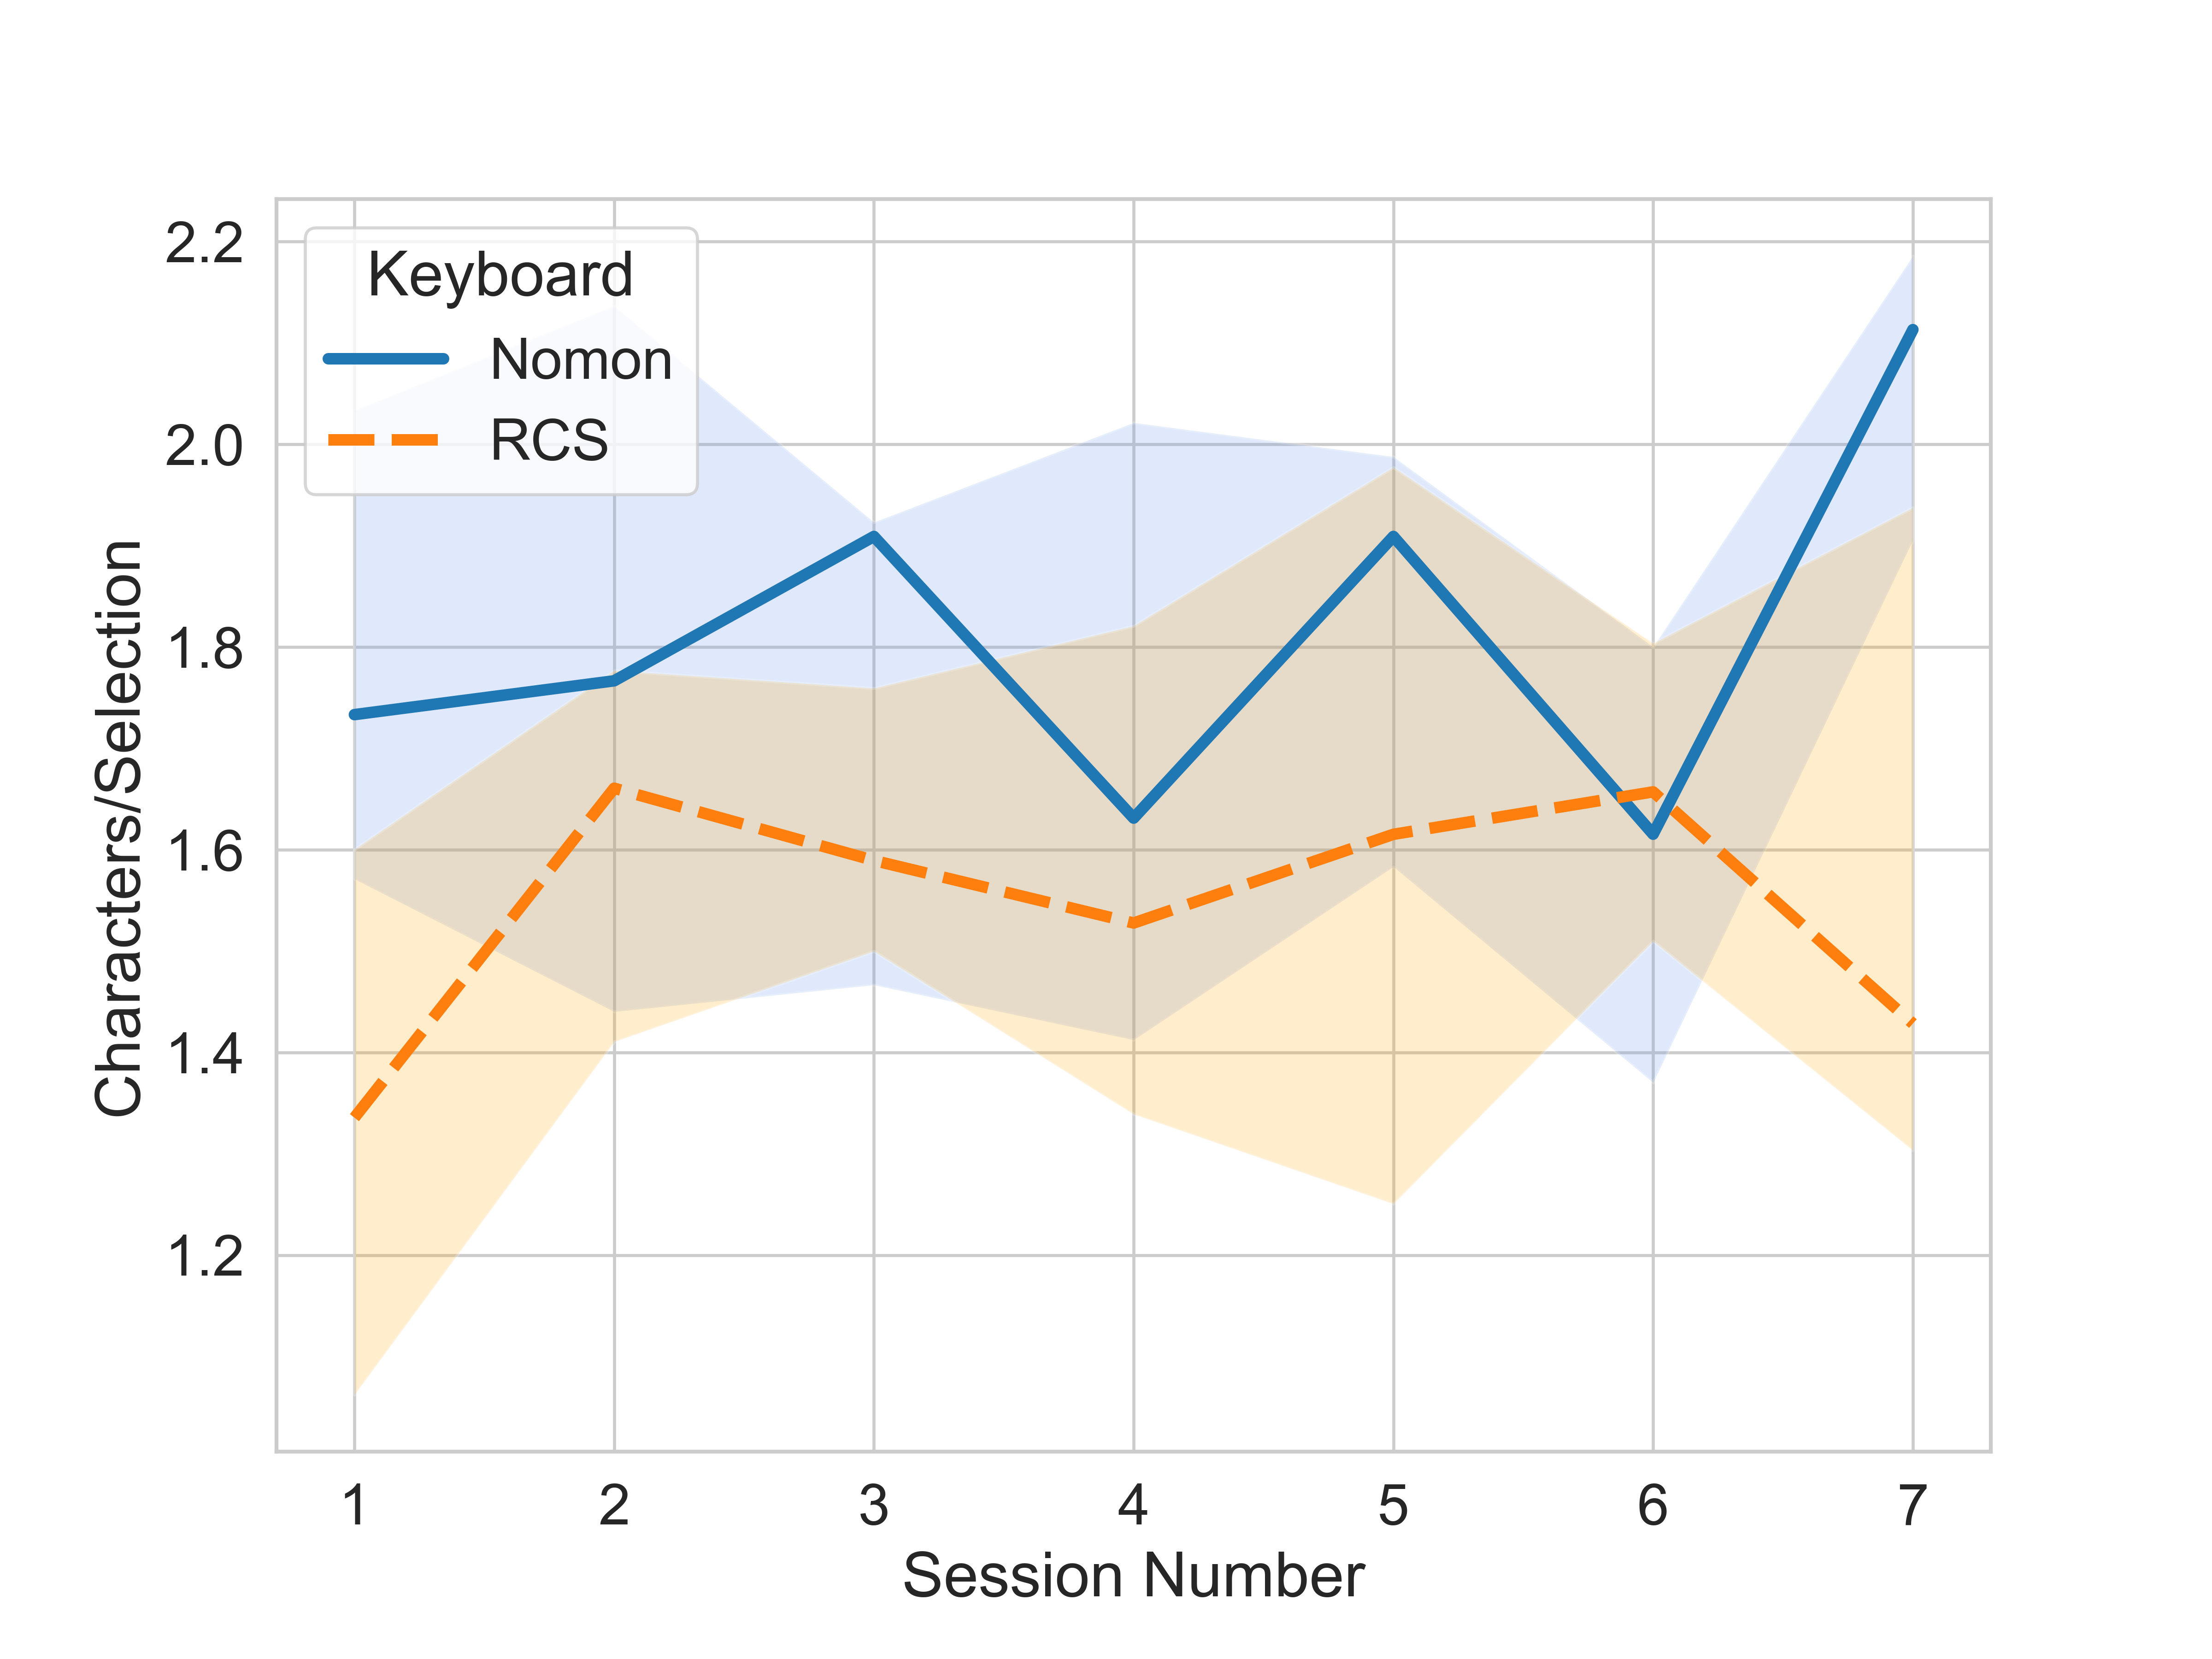 Keyboard
Nomon
RCS
2.2
2.0
1.8
1.6
1.4
1.2
Characters/Selection
1 2 3 4 5 6 7
Session Number